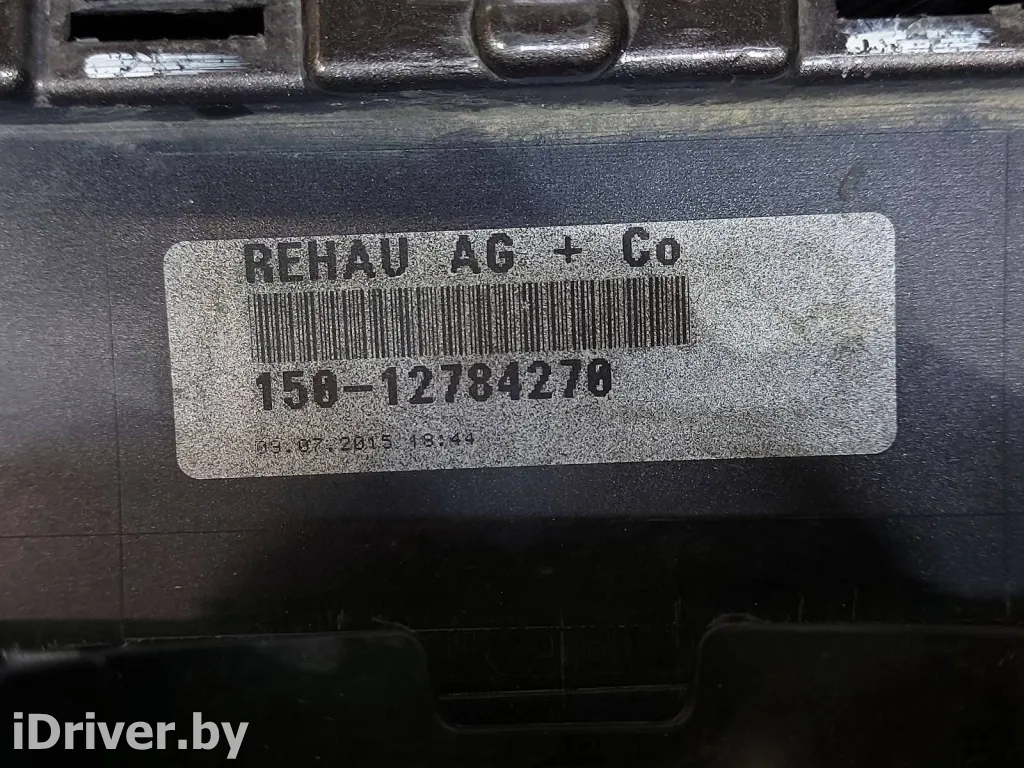 REHAU AG + Co
150-12784270
09.07.2015 18:44
iDriver.by